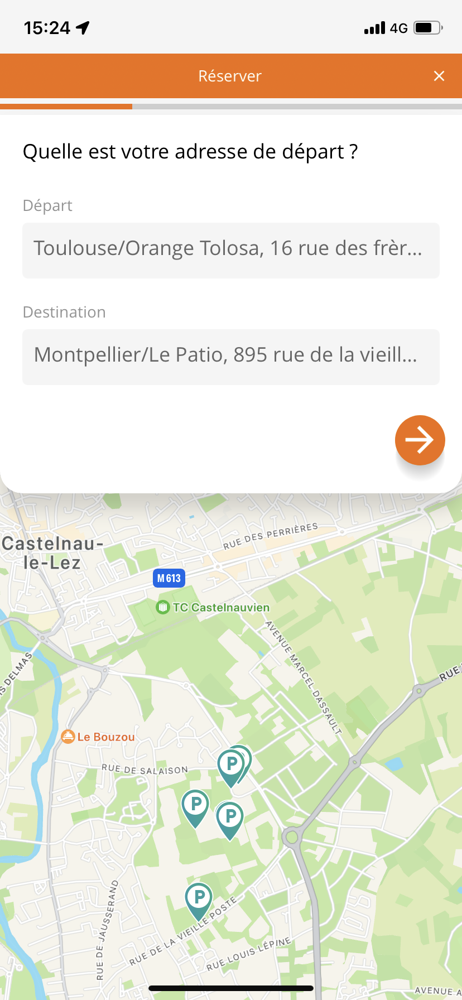 15:24
4G
Réserver
Quelle est votre adresse de départ ?
Départ
Toulouse/Orange Tolosa, 16 rue des frèr...
Destination
Montpellier/Le Patio, 895 rue de la vieill...
RUE DES PERRIÈRES
Castelnau-
le-Lez
M 613
TC Castelnauvien
AVENUE MARCEL DASSAULT
S DELMAS
RUE
Le Bouzou
RUE DE SALAISON
P
P
P
P
RUE DE JAUSSERAND
RUE DE LA VIEILLE POSTE
RUE LOUIS LÉPINE
AVENUE A